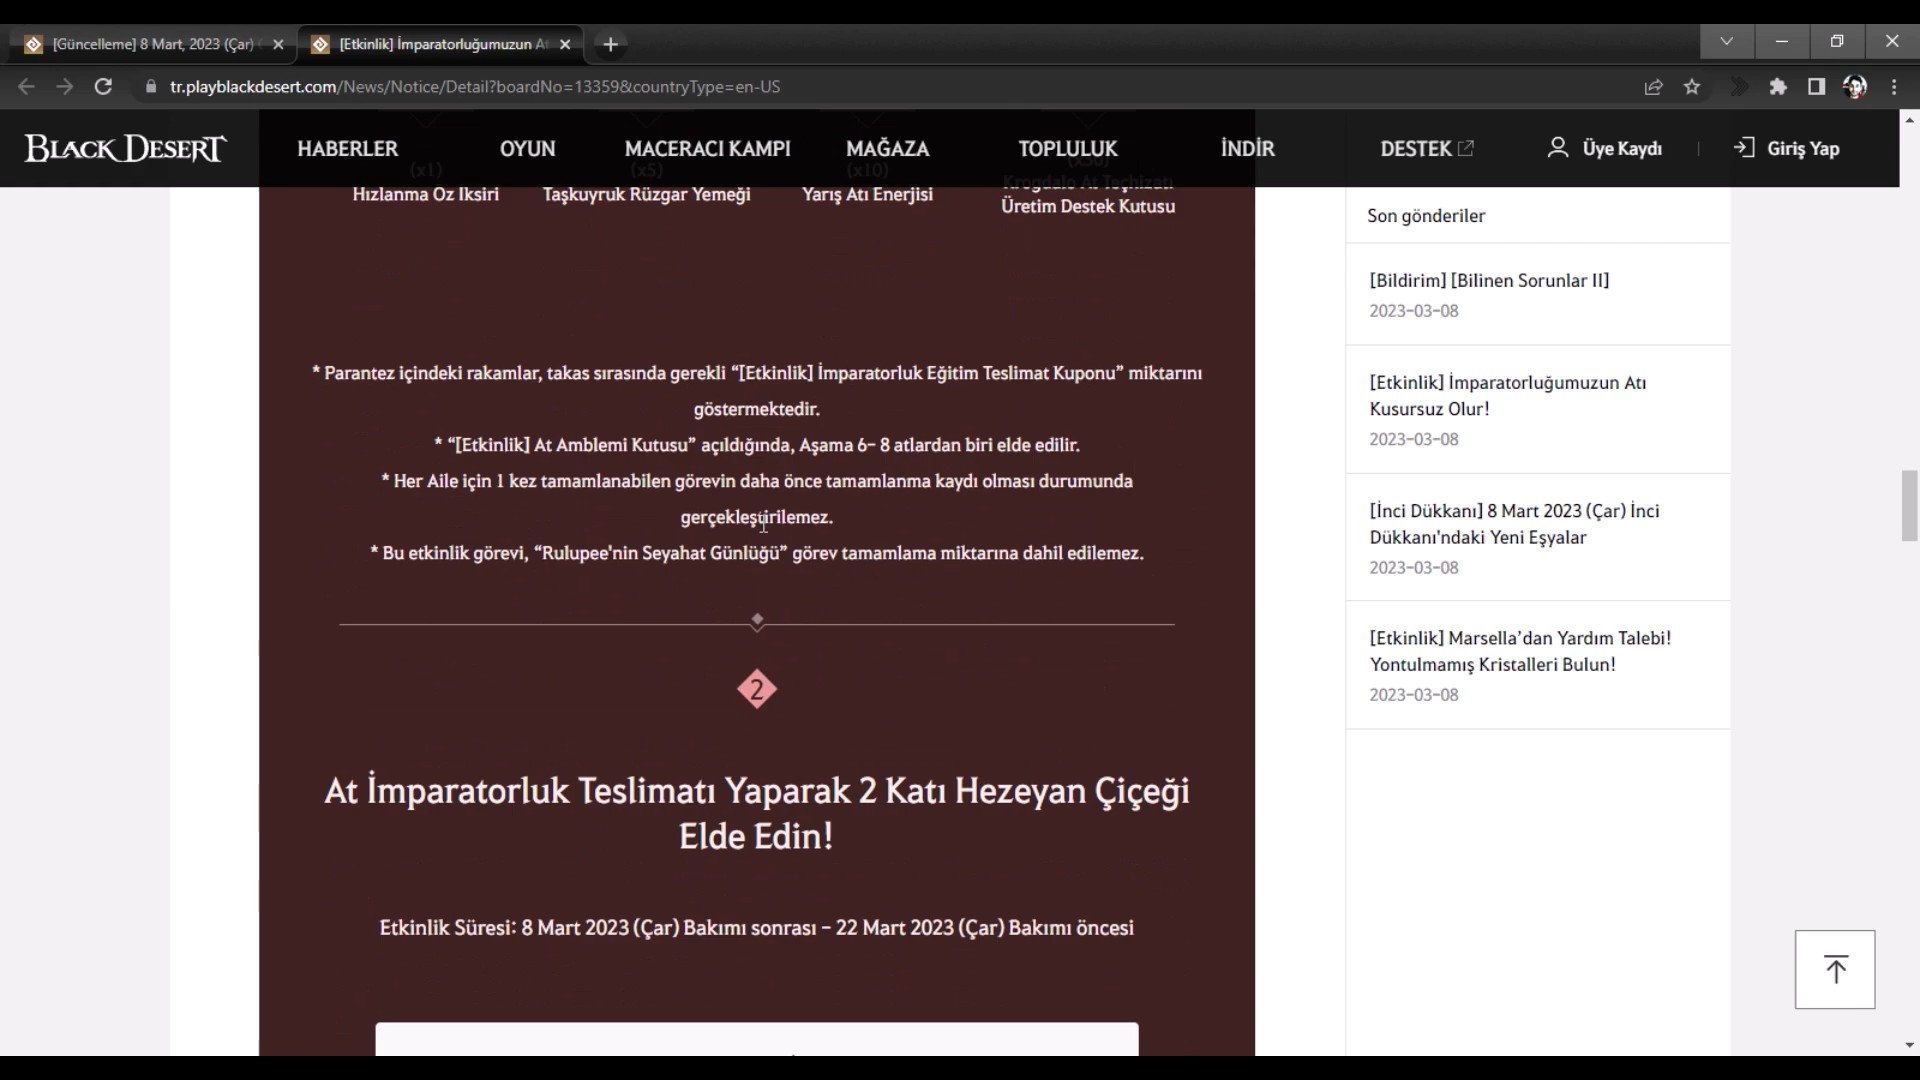 [Güncelleme] 8 Mart, 2023 (Çar) (
[Etkinlik] İmparatorluğumuzun At
tr.playblackdesert.com/News/Notice/Detail?boardNo=13359&countryType=en-US
BLACK DESERT
HABERLER
OYUN
MACERACI KAMPI
MAĞAZA
TOPLULUK
İNDİR
DESTEK
Üye Kaydı
Giriş Yap
(x1)
(x5)
(x10)
Hızlanma Öz İksiri
Taşkuyruk Rüzgar Yemeği
Yarış Atı Enerjisi
Krogdalo At Teçhizatı
Üretim Destek Kutusu
* Parantez içindeki rakamlar, takas sırasında gerekli “[Etkinlik] İmparatorluk Eğitim Teslimat Kuponu” miktarını
göstermektedir.
* “[Etkinlik] At Amblemi Kutusu” açıldığında, Aşama 6– 8 atlardan biri elde edilir.
* Her Aile için 1 kez tamamlanabilen görevin daha önce tamamlanma kaydı olması durumunda
gerçekleştirilemez.
* Bu etkinlik görevi, “Rulupee'nin Seyahat Günlüğü” görev tamamlama miktarına dahil edilemez.
2
At İmparatorluk Teslimatı Yaparak 2 Katı Hezeyan Çiçeği
Elde Edin!
Etkinlik Süresi: 8 Mart 2023 (Çar) Bakımı sonrası – 22 Mart 2023 (Çar) Bakımı öncesi
Son gönderiler
[Bildirim] [Bilinen Sorunlar II]
2023-03-08
[Etkinlik] İmparatorluğumuzun Atı
Kusursuz Olur!
2023-03-08
[İnci Dükkanı] 8 Mart 2023 (Çar) İnci
Dükkanı'ndaki Yeni Eşyalar
2023-03-08
[Etkinlik] Marsella’dan Yardım Talebi!
Yontulmamış Kristalleri Bulun!
2023-03-08